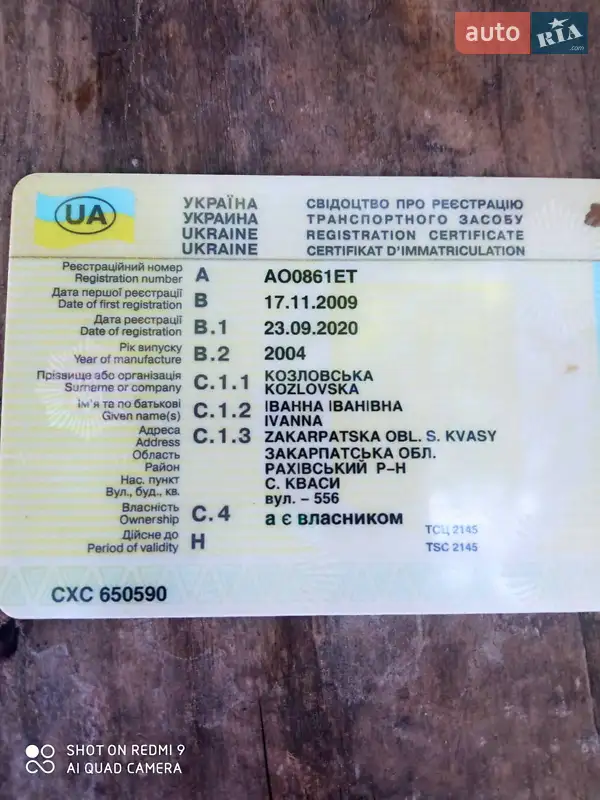 auto RIA .com
УКРАЇНА
УКРАИНА
UKRAINE
UKRAINE
СВІДОЦТВО ПРО РЕЄСТРАЦІЮ
ТРАНСПОРТНОГО ЗАСОБУ
REGISTRATION CERTIFICATE
CERTIFIKAT D'IMMATRICULATION
UA
Реєстраційний номер
Registration number
A
AO0861ET
Дата першої реєстрації
Date of first registration
B
17.11.2009
Дата реєстрації
Date of registration
B.1
23.09.2020
Рік випуску
Year of manufacture
B.2
2004
Прізвище або організація
Surname or company
C.1.1
КОЗЛОВСЬКА
KOZLOVSKA
Ім'я та по батькові
Given name(s)
C.1.2
ІВАННА ІВАНІВНА
IVANNA
Адреса
Address
C.1.3
ZAKARPATSKA OBL. S. KVASY
Область
ЗАКАРПАТСЬКА ОБЛ.
Район
РАХІВСЬКИЙ Р-Н
Нас. пункт
С. КВАСИ
Вул., буд., кв.
вул. - 556
Власність
Ownership
C.4
а є власником
Дійсне до
Period of validity
H
ТСЦ 2145
TSC 2145
CXC 650590
SHOT ON REDMI 9
AI QUAD CAMERA